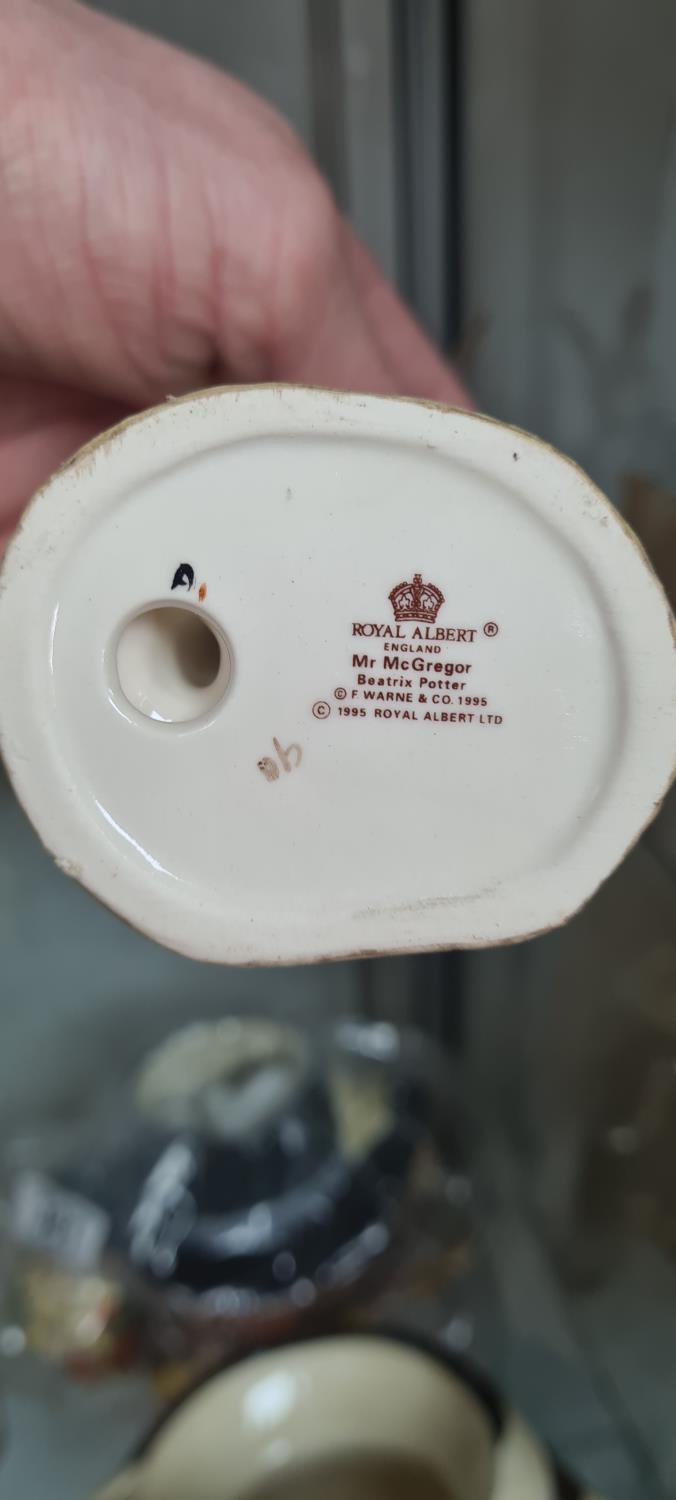 ROYAL ALBERT ®
ENGLAND
Mr McGregor
Beatrix Potter
© F. WARNE & CO. 1995
© 1995 ROYAL ALBERT LTD